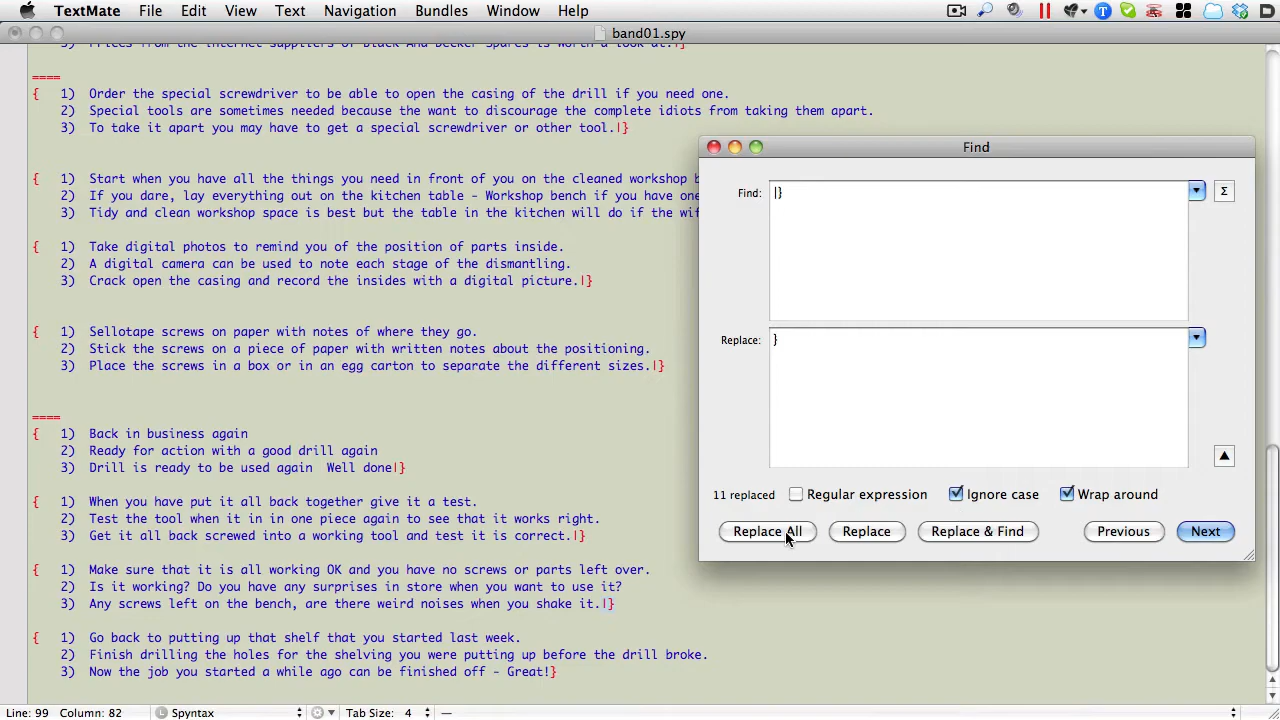 TextMate File Edit View Text Navigation Bundles Window Help
band01.spy
3) Prices from the internet suppliers of Black And Decker Spares is worth a look at.|}
====
{ 1) Order the special screwdriver to be able to open the casing of the drill if you need one.
2) Special tools are sometimes needed because the want to discourage the complete idiots from taking them apart.
3) To take it apart you may have to get a special screwdriver or other tool.|}
{ 1) Start when you have all the things you need in front of you on the cleaned workshop b
2) If you dare, lay everything out on the kitchen table - Workshop bench if you have one
3) Tidy and clean workshop space is best but the table in the kitchen will do if the wif
{ 1) Take digital photos to remind you of the position of parts inside.
2) A digital camera can be used to note each stage of the dismantling.
3) Crack open the casing and record the insides with a digital picture.|}
{ 1) Sellotape screws on paper with notes of where they go.
2) Stick the screws on a piece of paper with written notes about the positioning.
3) Place the screws in a box or in an egg carton to separate the different sizes.|}
====
{ 1) Back in business again
2) Ready for action with a good drill again
3) Drill is ready to be used again  Well done|}
{ 1) When you have put it all back together give it a test.
2) Test the tool when it in in one piece again to see that it works right.
3) Get it all back screwed into a working tool and test it is correct.|}
{ 1) Make sure that it is all working OK and you have no screws or parts left over.
2) Is it working? Do you have any surprises in store when you want to use it?
3) Any screws left on the bench, are there weird noises when you shake it.|}
{ 1) Go back to putting up that shelf that you started last week.
2) Finish drilling the holes for the shelving you were putting up before the drill broke.
3) Now the job you started a while ago can be finished off - Great!}
Find
Find: |}
Σ
Replace: }
11 replaced Regular expression Ignore case Wrap around
Replace All Replace Replace & Find Previous Next
Line: 99 Column: 82 L Spyntax Tab Size: 4 —